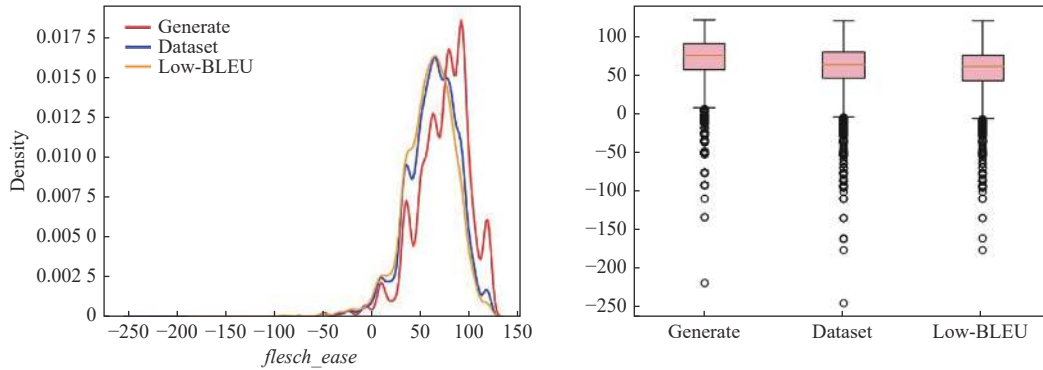 0.017 5
0.015 0
0.012 5
0.010 0
0.007 5
0.005 0
0.002 5
0
Density
Generate
Dataset
Low-BLEU
−250 −200 −150 −100 −50 0 50 100 150
flesch_ease
100
50
0
−50
−100
−150
−200
−250
Generate Dataset Low-BLEU